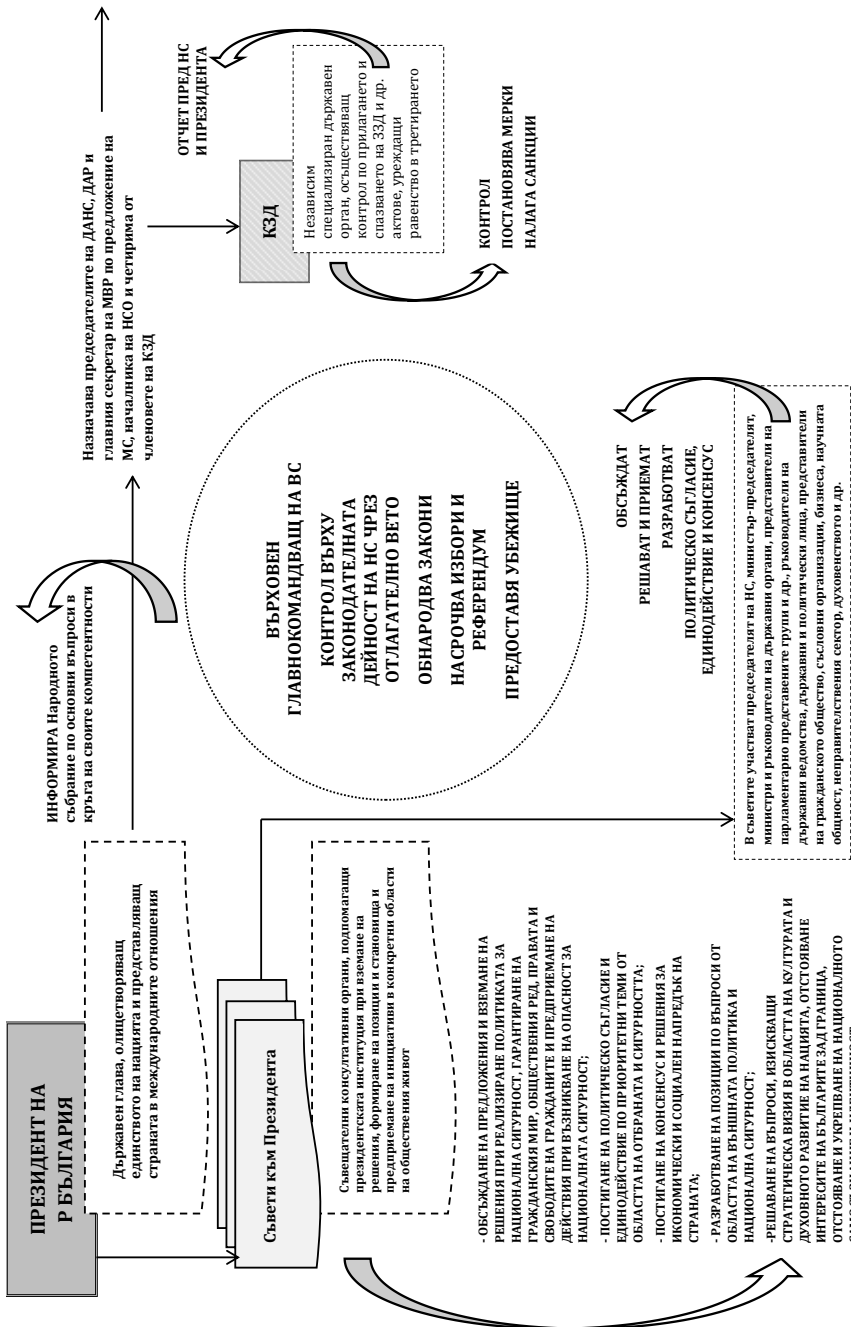 ПРЕЗИДЕНТ НА
Р БЪЛГАРИЯ
Държавен глава, олицетворяващ
единството на нацията и представляващ
страната в международните отношения
ИНФОРМИРА Народното
събрание по основни въпроси в
кръга на своите компетентности
Назначава председателите на ДАНС, ДАР и
главния секретар на МВР по предложение на
МС, началника на НСО и четирима от
членовете на КЗД
ОТЧЕТ ПРЕД НС
И ПРЕЗИДЕНТА
КЗД
Независим
специализиран държавен
орган, осъществяващ
контрол по прилагането и
спазването на ЗЗД и др.
актове, уреждащи
равенство в третирането
КОНТРОЛ
ПОСТАНОВЯВА МЕРКИ
НАЛАГА САНКЦИИ
Съвети към Президента
Съвещателни консултативни органи, подпомагащи
президентската институция при вземане на
решения, формиране на позиции и становища и
предприемане на инициативи в конкретни области
на обществения живот
ВЪРХОВЕН
ГЛАВНОКОМАНДВАЩ НА ВС
КОНТРОЛ ВЪРХУ
ЗАКОНОДАТЕЛНАТА
ДЕЙНОСТ НА НС ЧРЕЗ
ОТЛАГАТЕЛНО ВЕТО
ОБНАРОДВА ЗАКОНИ
НАСРОЧВА ИЗБОРИ И
РЕФЕРЕНДУМ
ПРЕДОСТАВЯ УБЕЖИЩЕ
- ОБСЪЖДАНЕ НА ПРЕДЛОЖЕНИЯ И ВЗЕМАНЕ НА
РЕШЕНИЯ ПРИ РЕАЛИЗИРАНЕ ПОЛИТИКАТА ЗА
НАЦИОНАЛНА СИГУРНОСТ, ГАРАНТИРАНЕ НА
ГРАЖДАНСКИЯ МИР, ОБЩЕСТВЕНИЯ РЕД, ПРАВАТА И
СВОБОДИТЕ НА ГРАЖДАНИТЕ И ПРЕДПРИЕМАНЕ НА
ДЕЙСТВИЯ ПРИ ВЪЗНИКВАНЕ НА ОПАСНОСТ ЗА
НАЦИОНАЛНАТА СИГУРНОСТ;
- ПОСТИГАНЕ НА ПОЛИТИЧЕСКО СЪГЛАСИЕ И
ЕДИНОДЕЙСТВИЕ ПО ПРИОРИТЕТНИ ТЕМИ ОТ
ОБЛАСТТА НА ОТБРАНАТА И СИГУРНОСТТА;
- ПОСТИГАНЕ НА КОНСЕНСУС И РЕШЕНИЯ ЗА
ИКОНОМИЧЕСКИ И СОЦИАЛЕН НАПРЕДЪК НА
СТРАНАТА;
- РАЗРАБОТВАНЕ НА ПОЗИЦИИ ПО ВЪПРОСИ ОТ
ОБЛАСТТА НА ВЪНШНАТА ПОЛИТИКА И
НАЦИОНАЛНА СИГУРНОСТ;
-РЕШАВАНЕ НА ВЪПРОСИ, ИЗИСКВАЩИ
СТРАТЕГИЧЕСКА ВИЗИЯ В ОБЛАСТТА НА КУЛТУРАТА И
ДУХОВНОТО РАЗВИТИЕ НА НАЦИЯТА, ОТСТОЯВАНЕ
ИНТЕРЕСИТЕ НА БЪЛГАРИТЕ ЗАД ГРАНИЦА,
ОТСТОЯВАНЕ И УКРЕПВАНЕ НА НАЦИОНАЛНОТО
ОБСЪЖДАТ
РЕШАВАТ И ПРИЕМАТ
РАЗРАБОТВАТ
ПОЛИТИЧЕСКО СЪГЛАСИЕ,
ЕДИНОДЕЙСТВИЕ И КОНСЕНСУС
В съветите участват председателят на НС, министър-председателят,
министри и ръководители на държавни органи, представители на
парламентарно представените групи и др., ръководители на
държавни ведомства, държавни и политически лица, представители
на гражданското общество, съсловни организации, бизнеса, научната
общност, неправителствения сектор, духовенството и др.